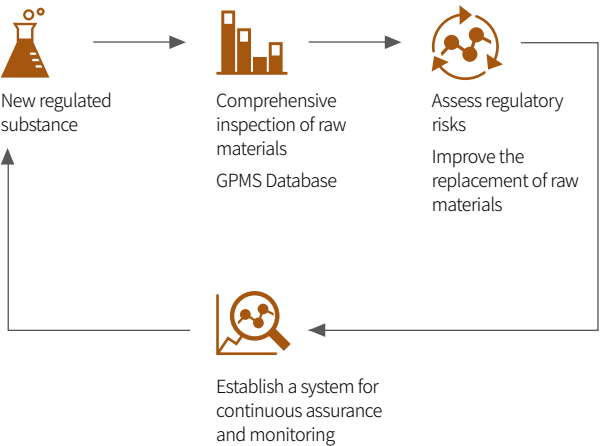 New regulated
substance
Comprehensive
inspection of raw
materials
GPMS Database
Assess regulatory
risks
Improve the
replacement of raw
materials
Establish a system for
continuous assurance
and monitoring